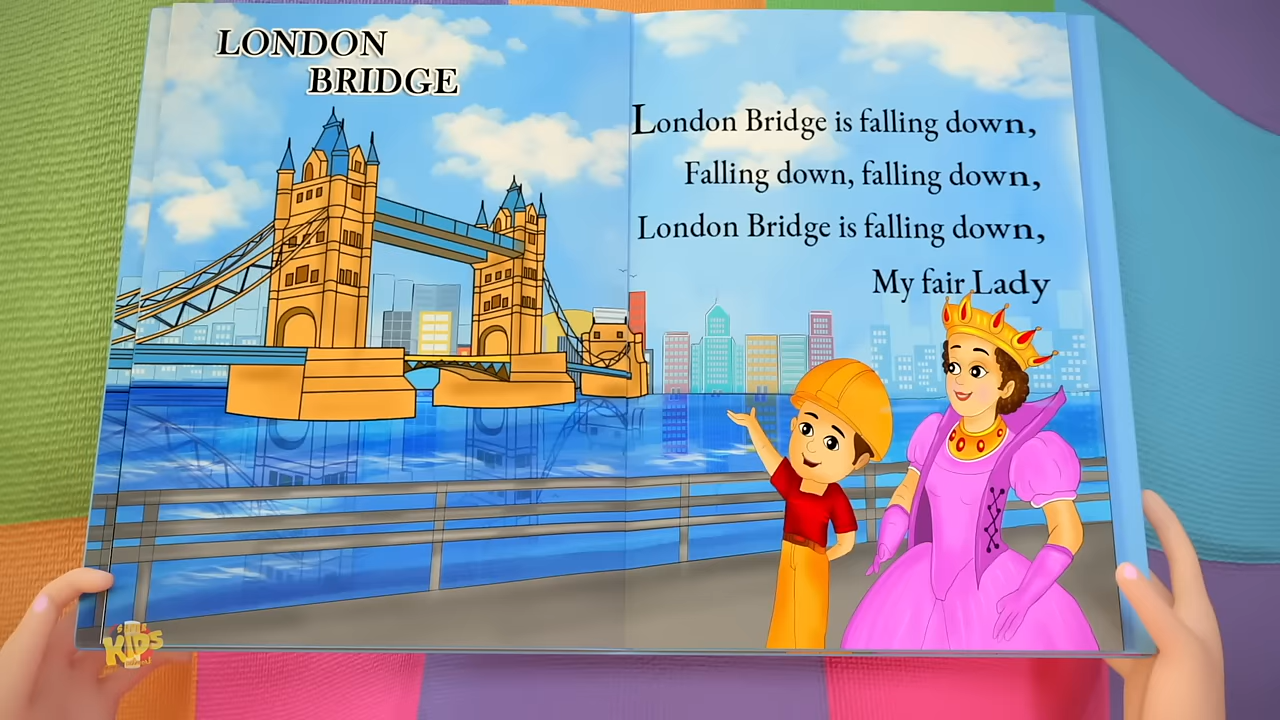 LONDON
BRIDGE
London Bridge is falling down,
Falling down, falling down,
London Bridge is falling down,
My fair Lady
KIDS